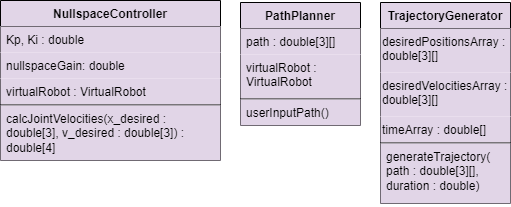 NullspaceController
Kp, Ki : double
nullspaceGain: double
virtualRobot : VirtualRobot
calcJointVelocities(x_desired :
double[3], v_desired : double[3]) :
double[4]
PathPlanner
path : double[3][]
virtualRobot :
VirtualRobot
userInputPath()
TrajectoryGenerator
desiredPositionsArray :
double[3][]
desiredVelocitiesArray :
double[3][]
timeArray : double[]
generateTrajectory(
path : double[3][],
duration : double)